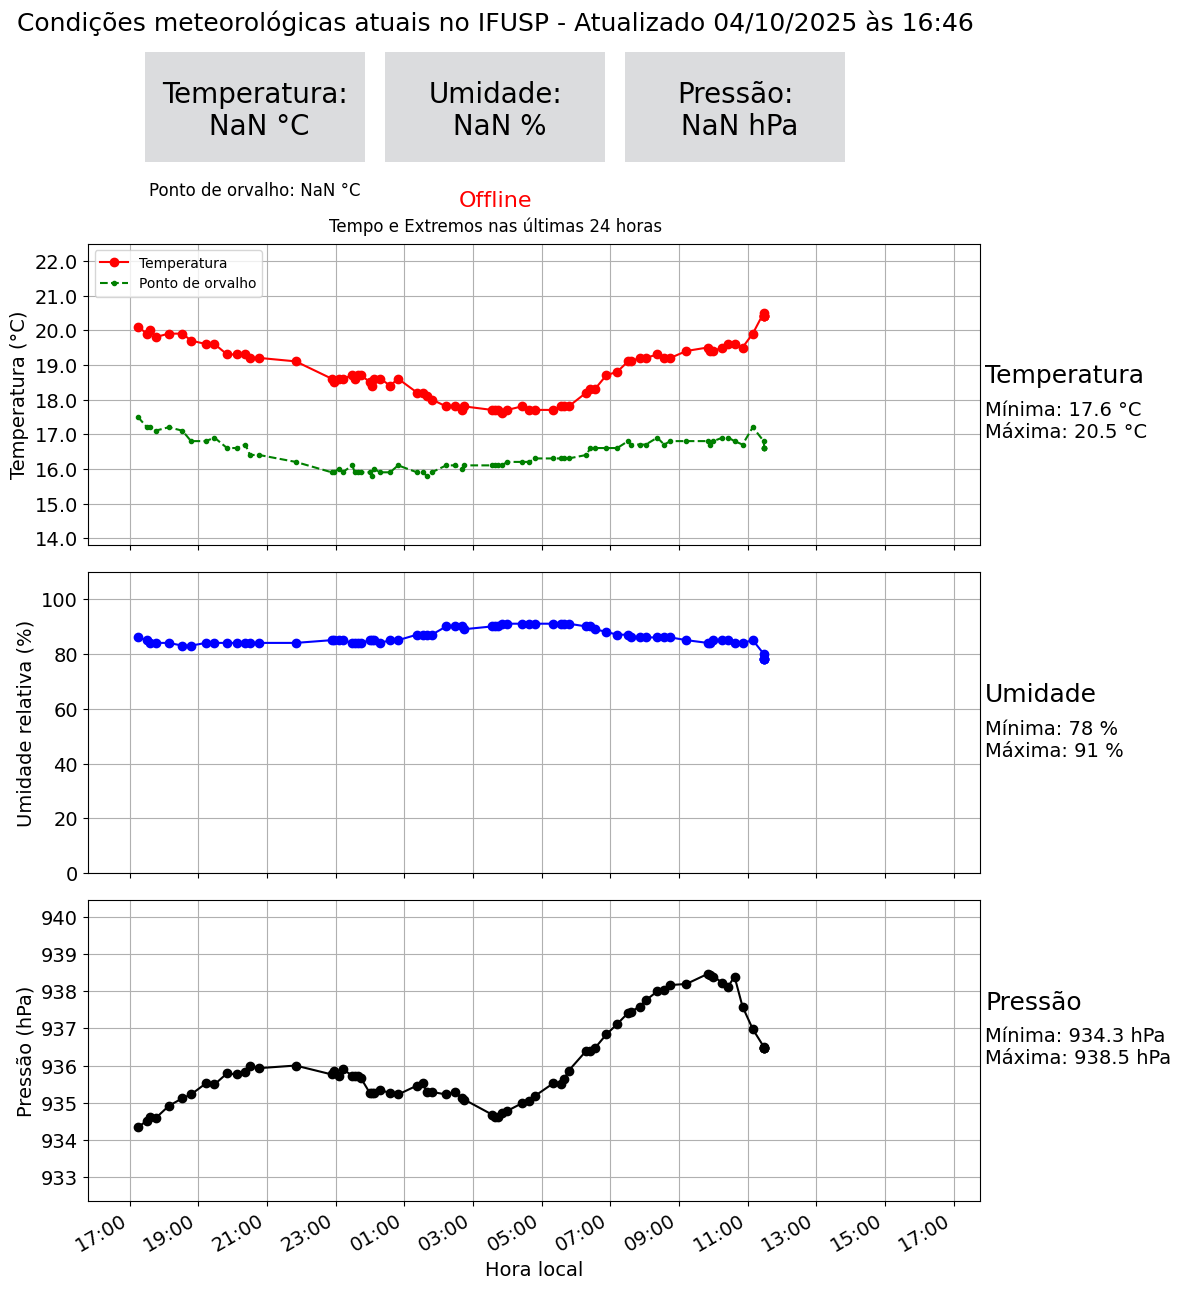 Condições meteorológicas atuais no IFUSP - Atualizado 04/10/2025 às 16:46
Temperatura:
NaN °C
Umidade:
NaN %
Pressão:
NaN hPa
Ponto de orvalho: NaN °C
Offline
Tempo e Extremos nas últimas 24 horas
Temperatura (°C)
22.0
21.0
20.0
19.0
18.0
17.0
16.0
15.0
14.0
Temperatura
Ponto de orvalho
Temperatura
Mínima: 17.6 °C
Máxima: 20.5 °C
Umidade relativa (%)
100
80
60
40
20
0
Umidade
Mínima: 78 %
Máxima: 91 %
Pressão (hPa)
940
939
938
937
936
935
934
933
Pressão
Mínima: 934.3 hPa
Máxima: 938.5 hPa
17:00
19:00
21:00
23:00
01:00
03:00
05:00
07:00
09:00
11:00
13:00
15:00
17:00
Hora local